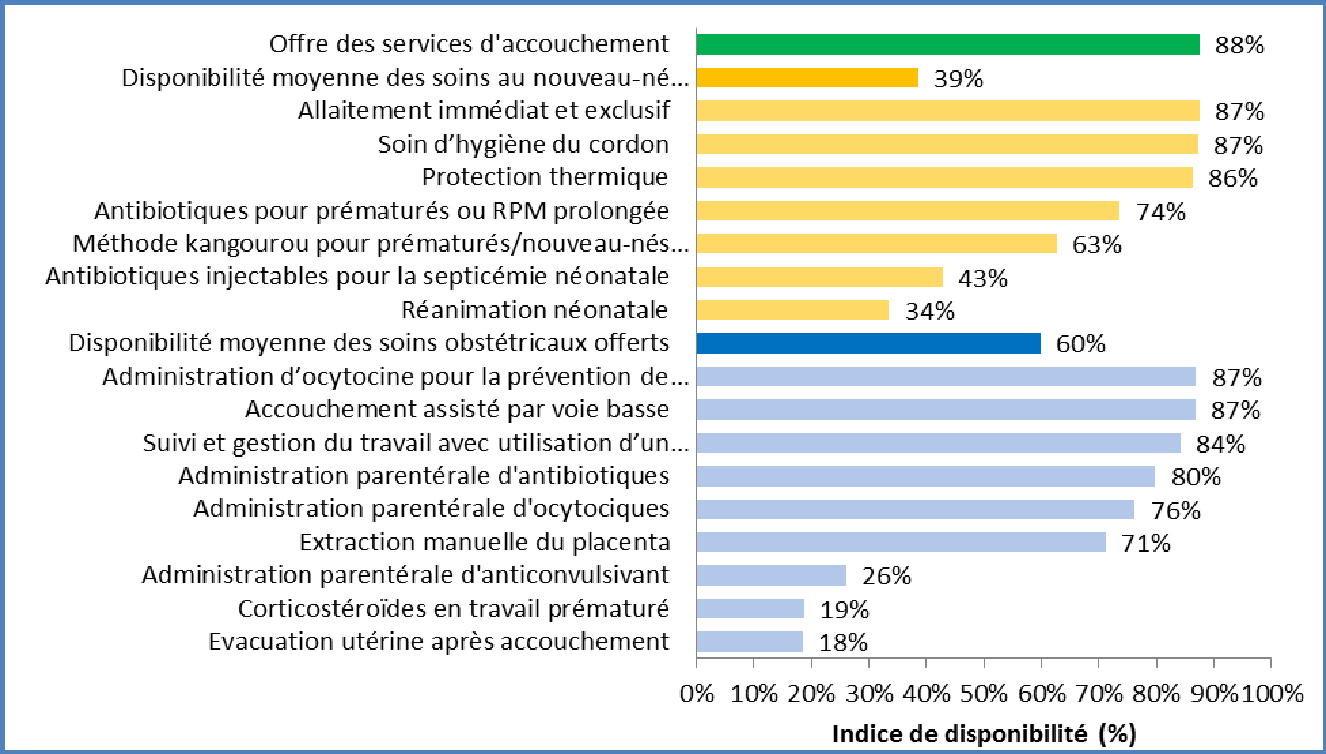 Offre des services d'accouchement 88%
Disponibilité moyenne des soins au nouveau-né... 39%
Allaitement immédiat et exclusif 87%
Soin d’hygiène du cordon 87%
Protection thermique 86%
Antibiotiques pour prématurés ou RPM prolongée 74%
Méthode kangourou pour prématurés/nouveau-nés... 63%
Antibiotiques injectables pour la septicémie néonatale 43%
Réanimation néonatale 34%
Disponibilité moyenne des soins obstétricaux offerts 60%
Administration d’ocytocine pour la prévention de... 87%
Accouchement assisté par voie basse 87%
Suivi et gestion du travail avec utilisation d’un... 84%
Administration parentérale d'antibiotiques 80%
Administration parentérale d'ocytociques 76%
Extraction manuelle du placenta 71%
Administration parentérale d'anticonvulsivant 26%
Corticostéroïdes en travail prématuré 19%
Evacuation utérine après accouchement 18%
0% 10% 20% 30% 40% 50% 60% 70% 80% 90% 100%
Indice de disponibilité (%)